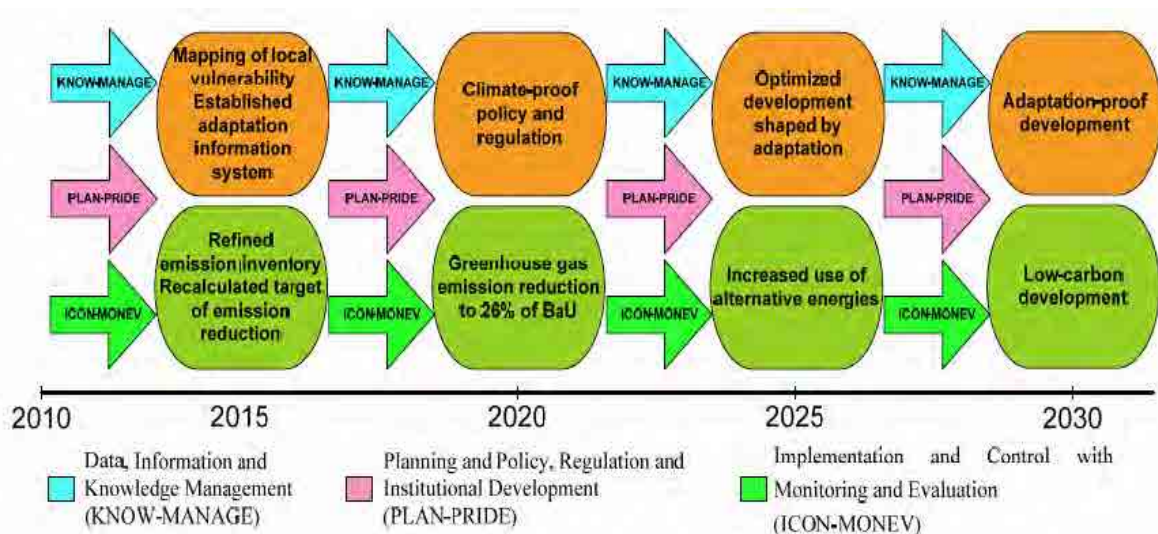 KNOW-MANAGE
PLAN-PRIDE
ICON-MONEV
Mapping of local
vulnerability
Established
adaptation
information
system
Refined
emission inventory
Recalculated target
of emission
reduction
KNOW-MANAGE
PLAN-PRIDE
ICON-MONEV
Climate-proof
policy and
regulation
Greenhouse gas
emission reduction
to 26% of BaU
KNOW-MANAGE
PLAN-PRIDE
ICON-MONEV
Optimized
development
shaped by
adaptation
Increased use of
alternative energies
KNOW-MANAGE
PLAN-PRIDE
ICON-MONEV
Adaptation-proof
development
Low-carbon
development
2010
2015
2020
2025
2030
Data, Information and
Knowledge Management
(KNOW-MANAGE)
Planning and Policy, Regulation and
Institutional Development
(PLAN-PRIDE)
Implementation and Control with
Monitoring and Evaluation
(ICON-MONEV)